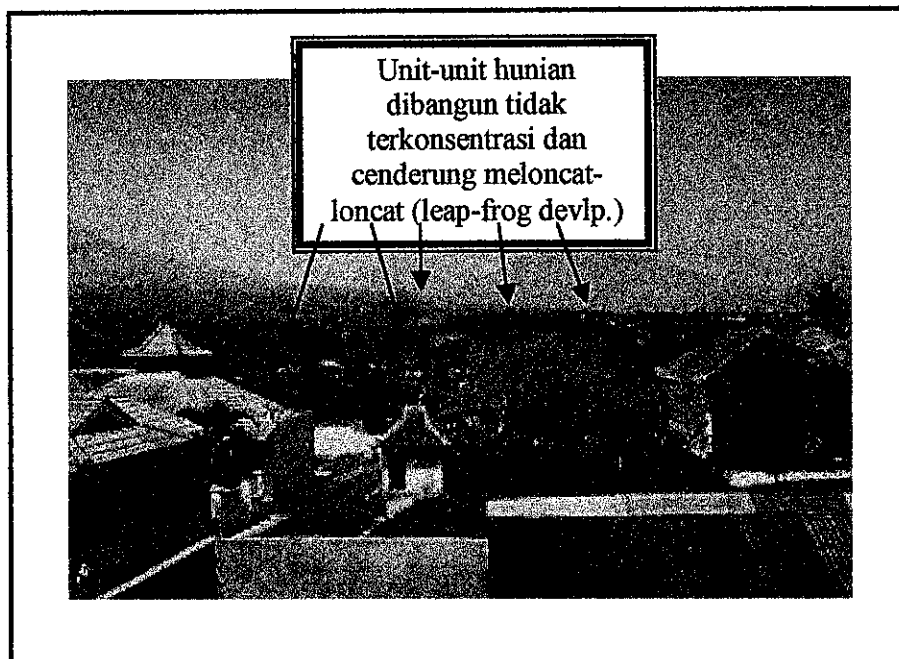 Unit-unit hunian
dibangun tidak
terkonsentrasi dan
cenderung meloncat-
loncat (leap-frog devlp.)